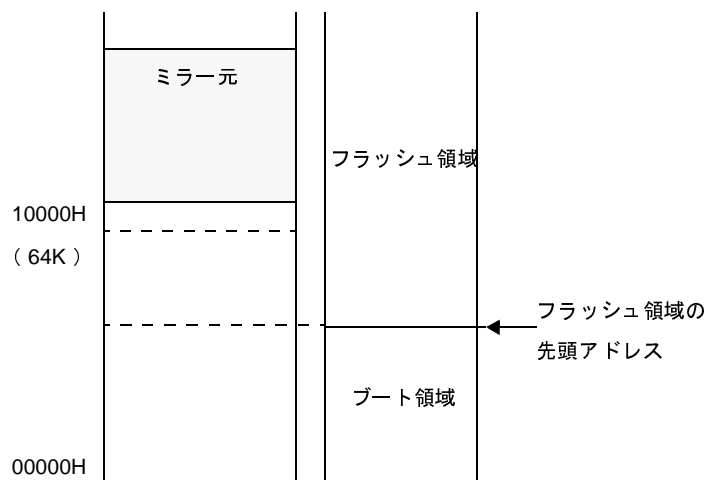 ミラー元
フラッシュ領域
10000H
（ 64K ）
フラッシュ領域の
先頭アドレス
ブート領域
00000H